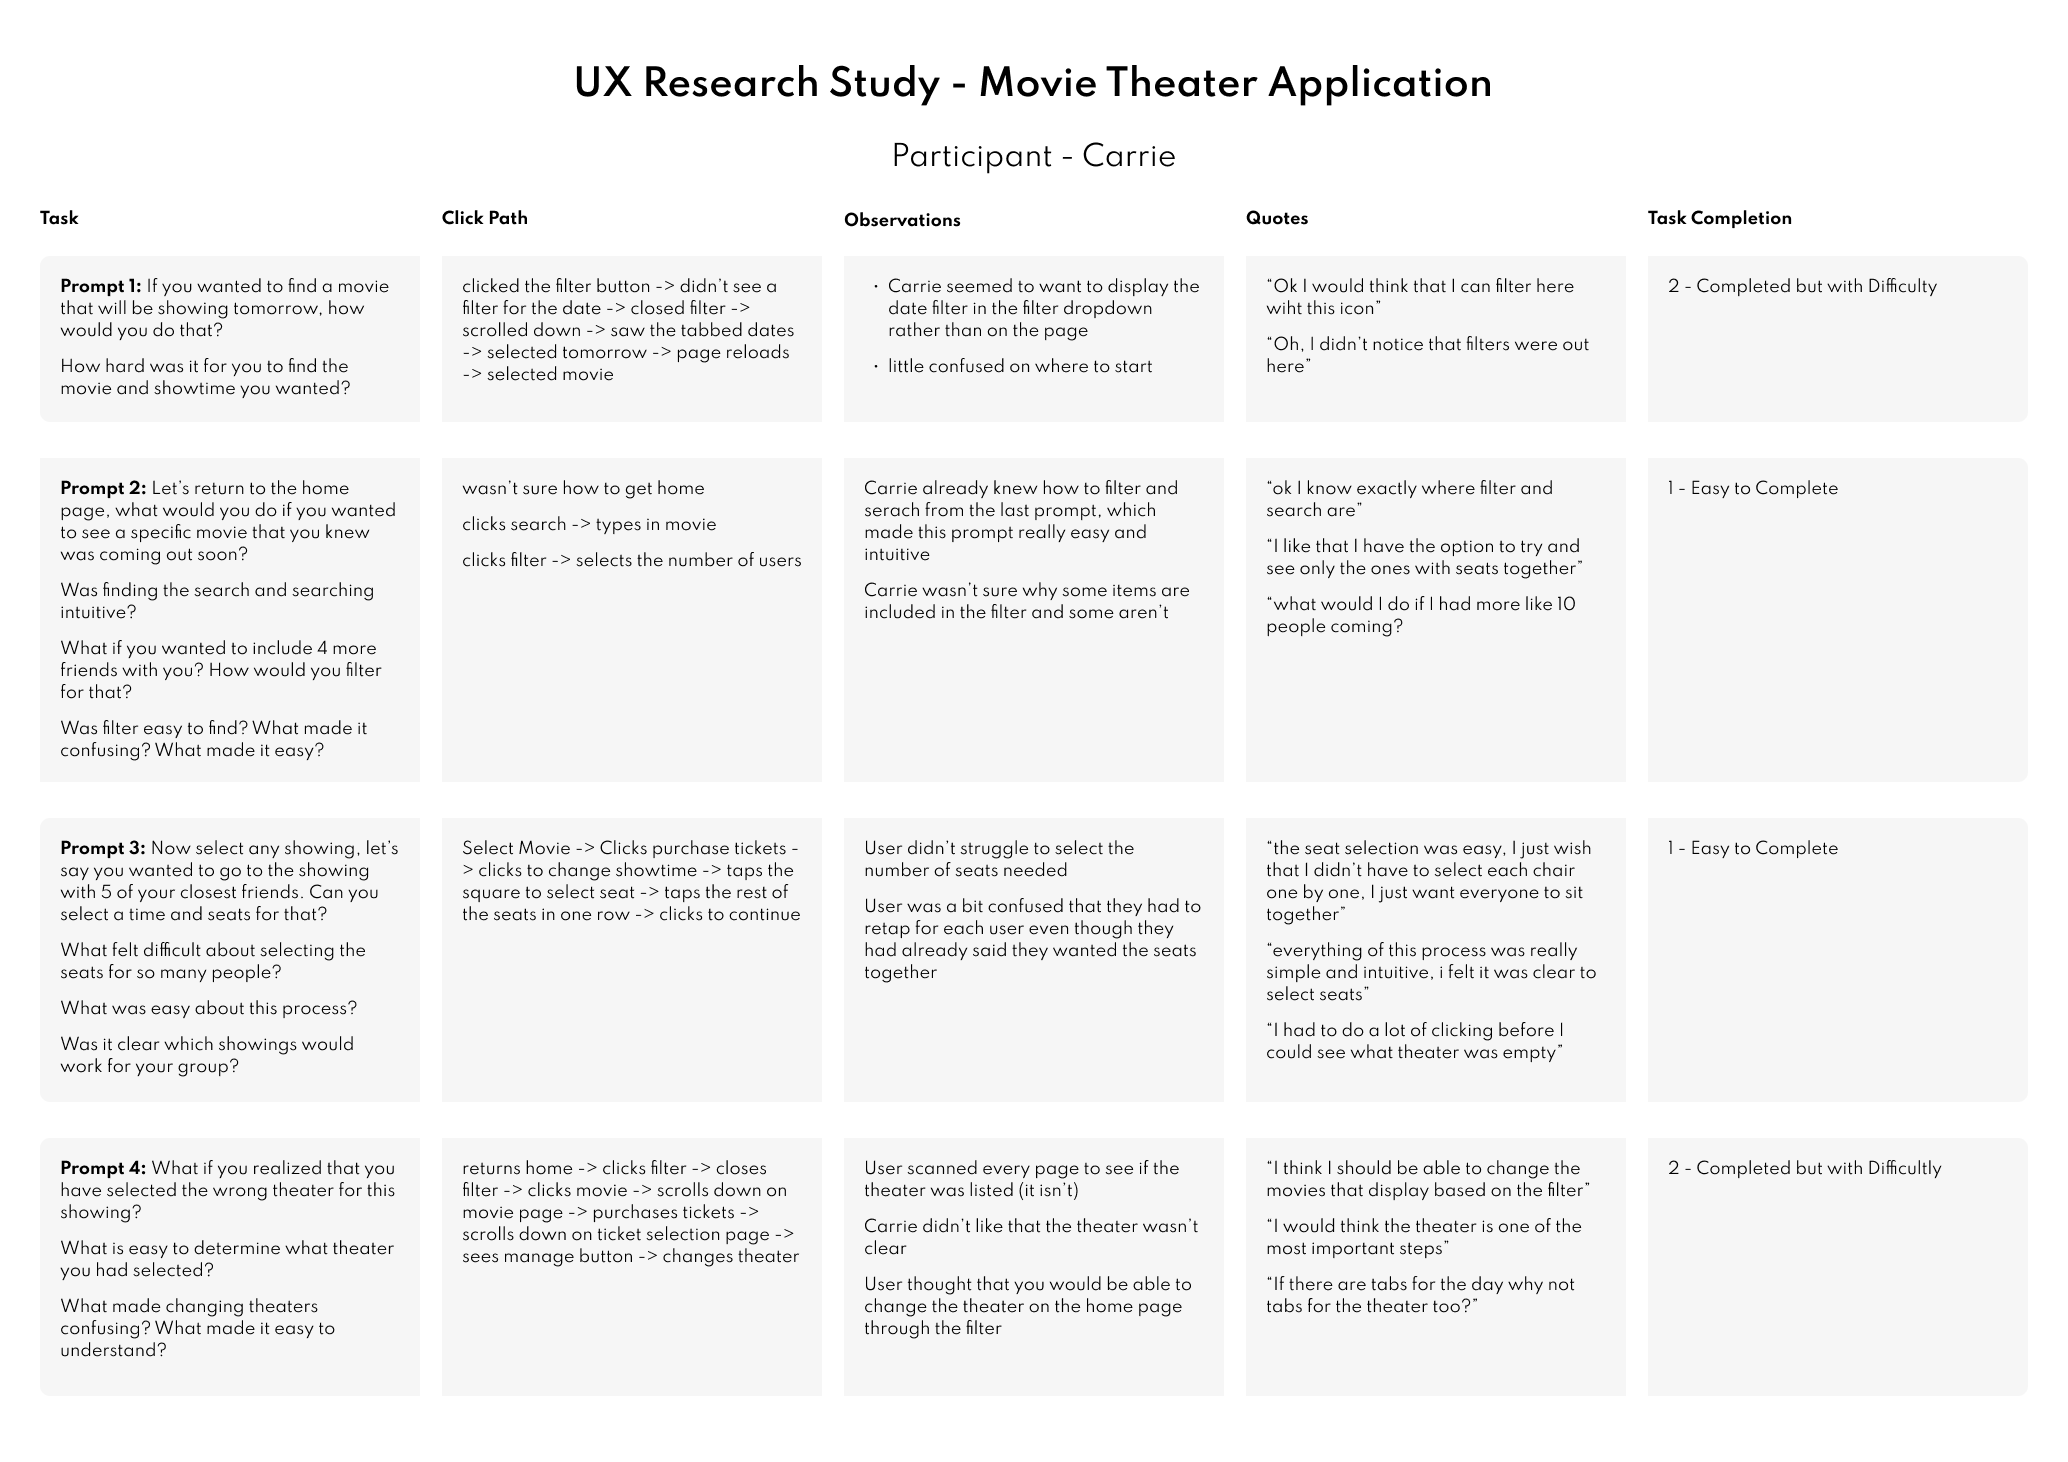 UX Research Study - Movie Theater Application
Participant - Carrie
Task
Click Path
Observations
Quotes
Task Completion
Prompt 1: If you wanted to find a movie
that will be showing tomorrow, how
would you do that?
How hard was it for you to find the
movie and showtime you wanted?
clicked the filter button -> didn't see a
filter for the date -> closed filter ->
scrolled down -> saw the tabbed dates
-> selected tomorrow -> page reloads
-> selected movie
• Carrie seemed to want to display the
date filter in the filter dropdown
rather than on the page
• little confused on where to start
“Ok I would think that I can filter here
wiht this icon”
“Oh, I didn't notice that filters were out
here”
2 - Completed but with Difficulty
Prompt 2: Let's return to the home
page, what would you do if you wanted
to see a specific movie that you knew
was coming out soon?
Was finding the search and searching
intuitive?
What if you wanted to include 4 more
friends with you? How would you filter
for that?
Was filter easy to find? What made it
confusing? What made it easy?
wasn't sure how to get home
clicks search -> types in movie
clicks filter -> selects the number of users
Carrie already knew how to filter and
serach from the last prompt, which
made this prompt really easy and
intuitive
Carrie wasn't sure why some items are
included in the filter and some aren't
“ok I know exactly where filter and
search are”
“I like that I have the option to try and
see only the ones with seats together”
“what would I do if I had more like 10
people coming?
1 - Easy to Complete
Prompt 3: Now select any showing, let's
say you wanted to go to the showing
with 5 of your closest friends. Can you
select a time and seats for that?
What felt difficult about selecting the
seats for so many people?
What was easy about this process?
Was it clear which showings would
work for your group?
Select Movie -> Clicks purchase tickets -
> clicks to change showtime -> taps the
square to select seat -> taps the rest of
the seats in one row -> clicks to continue
User didn't struggle to select the
number of seats needed
User was a bit confused that they had to
retap for each user even though they
had already said they wanted the seats
together
“the seat selection was easy, I just wish
that I didn't have to select each chair
one by one, I just want everyone to sit
together”
“everything of this process was really
simple and intuitive, i felt it was clear to
select seats”
“I had to do a lot of clicking before I
could see what theater was empty”
1 - Easy to Complete
Prompt 4: What if you realized that you
have selected the wrong theater for this
showing?
What is easy to determine what theater
you had selected?
What made changing theaters
confusing? What made it easy to
understand?
returns home -> clicks filter -> closes
filter -> clicks movie -> scrolls down on
movie page -> purchases tickets ->
scrolls down on ticket selection page ->
sees manage button -> changes theater
User scanned every page to see if the
theater was listed (it isn't)
Carrie didn't like that the theater wasn't
clear
User thought that you would be able to
change the theater on the home page
through the filter
“I think I should be able to change the
movies that display based on the filter”
“I would think the theater is one of the
most important steps”
“If there are tabs for the day why not
tabs for the theater too?”
2 - Completed but with Difficultly